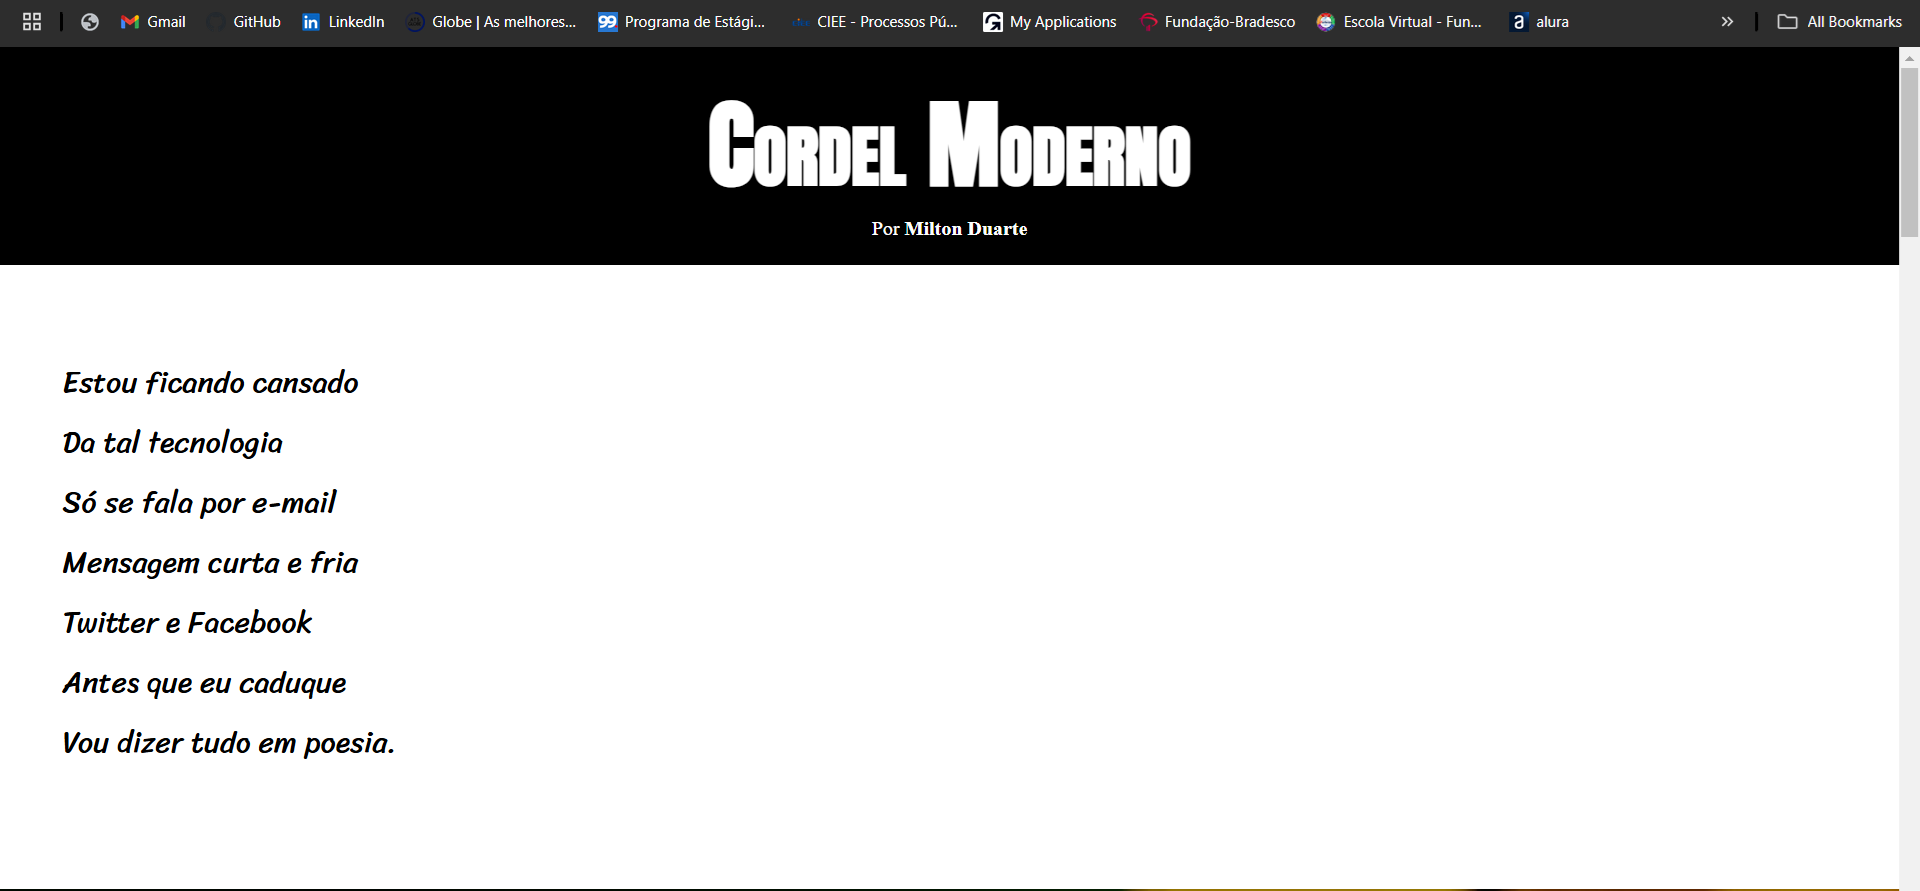 Gmail GitHub LinkedIn Globe | As melhores... Programa de Estági... CIEE - Processos Pú... My Applications Fundação-Bradesco Escola Virtual - Fun... alura All Bookmarks
Cordel Moderno
Por Milton Duarte
Estou ficando cansado
Da tal tecnologia
Só se fala por e-mail
Mensagem curta e fria
Twitter e Facebook
Antes que eu caduque
Vou dizer tudo em poesia.